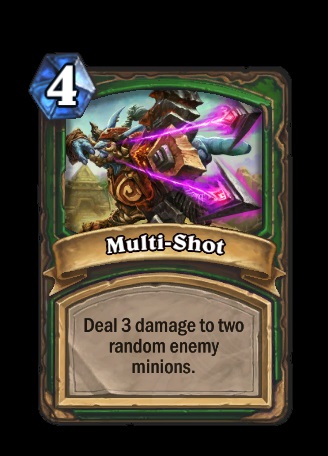 4
Multi-Shot
Deal 3 damage to two
random enemy
minions.